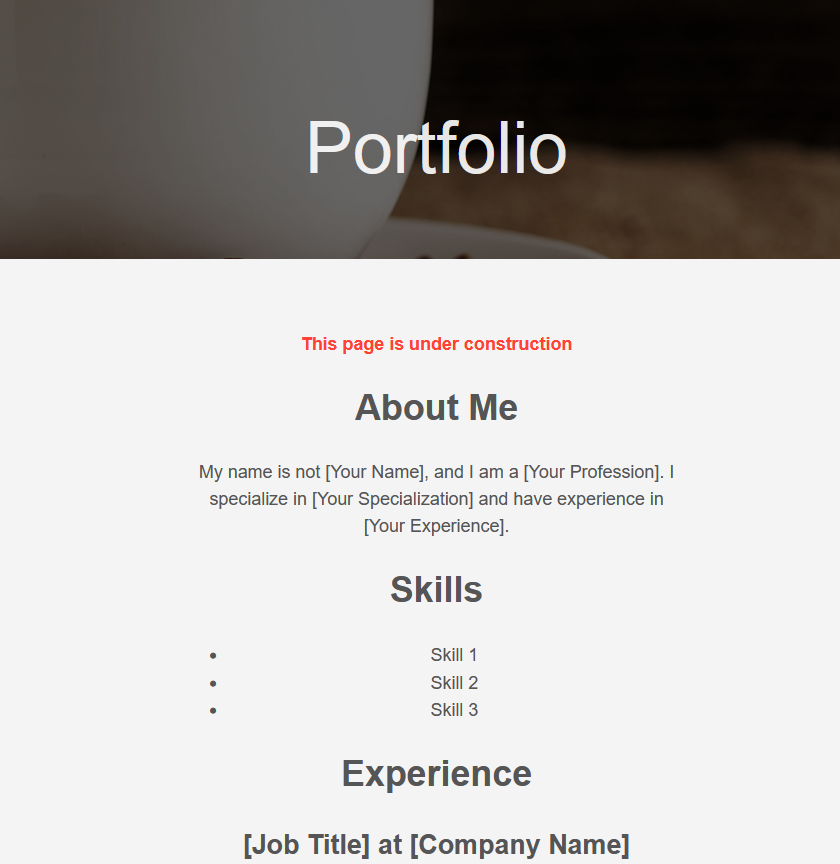 Portfolio
This page is under construction
About Me
My name is not [Your Name], and I am a [Your Profession]. I
specialize in [Your Specialization] and have experience in
[Your Experience].
Skills
• Skill 1
• Skill 2
• Skill 3
Experience
[Job Title] at [Company Name]